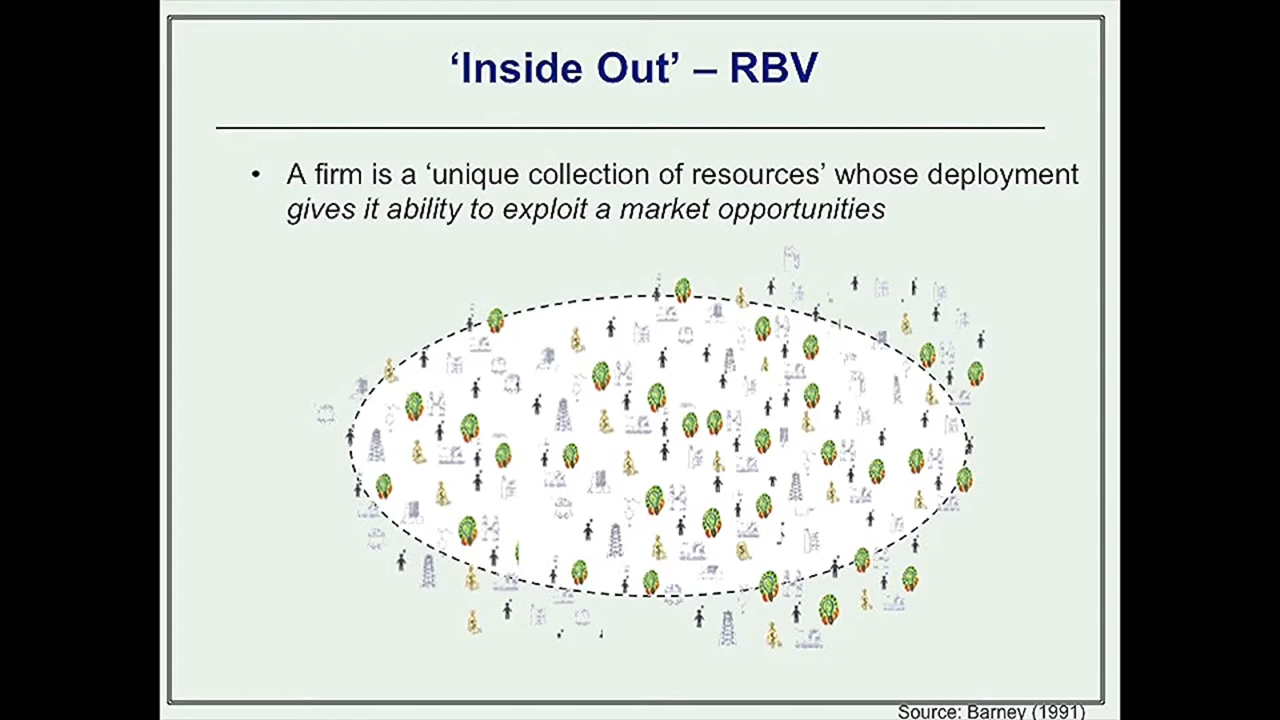 ‘Inside Out’ – RBV
• A firm is a ‘unique collection of resources’ whose deployment
gives it ability to exploit a market opportunities
Source: Barney (1991)